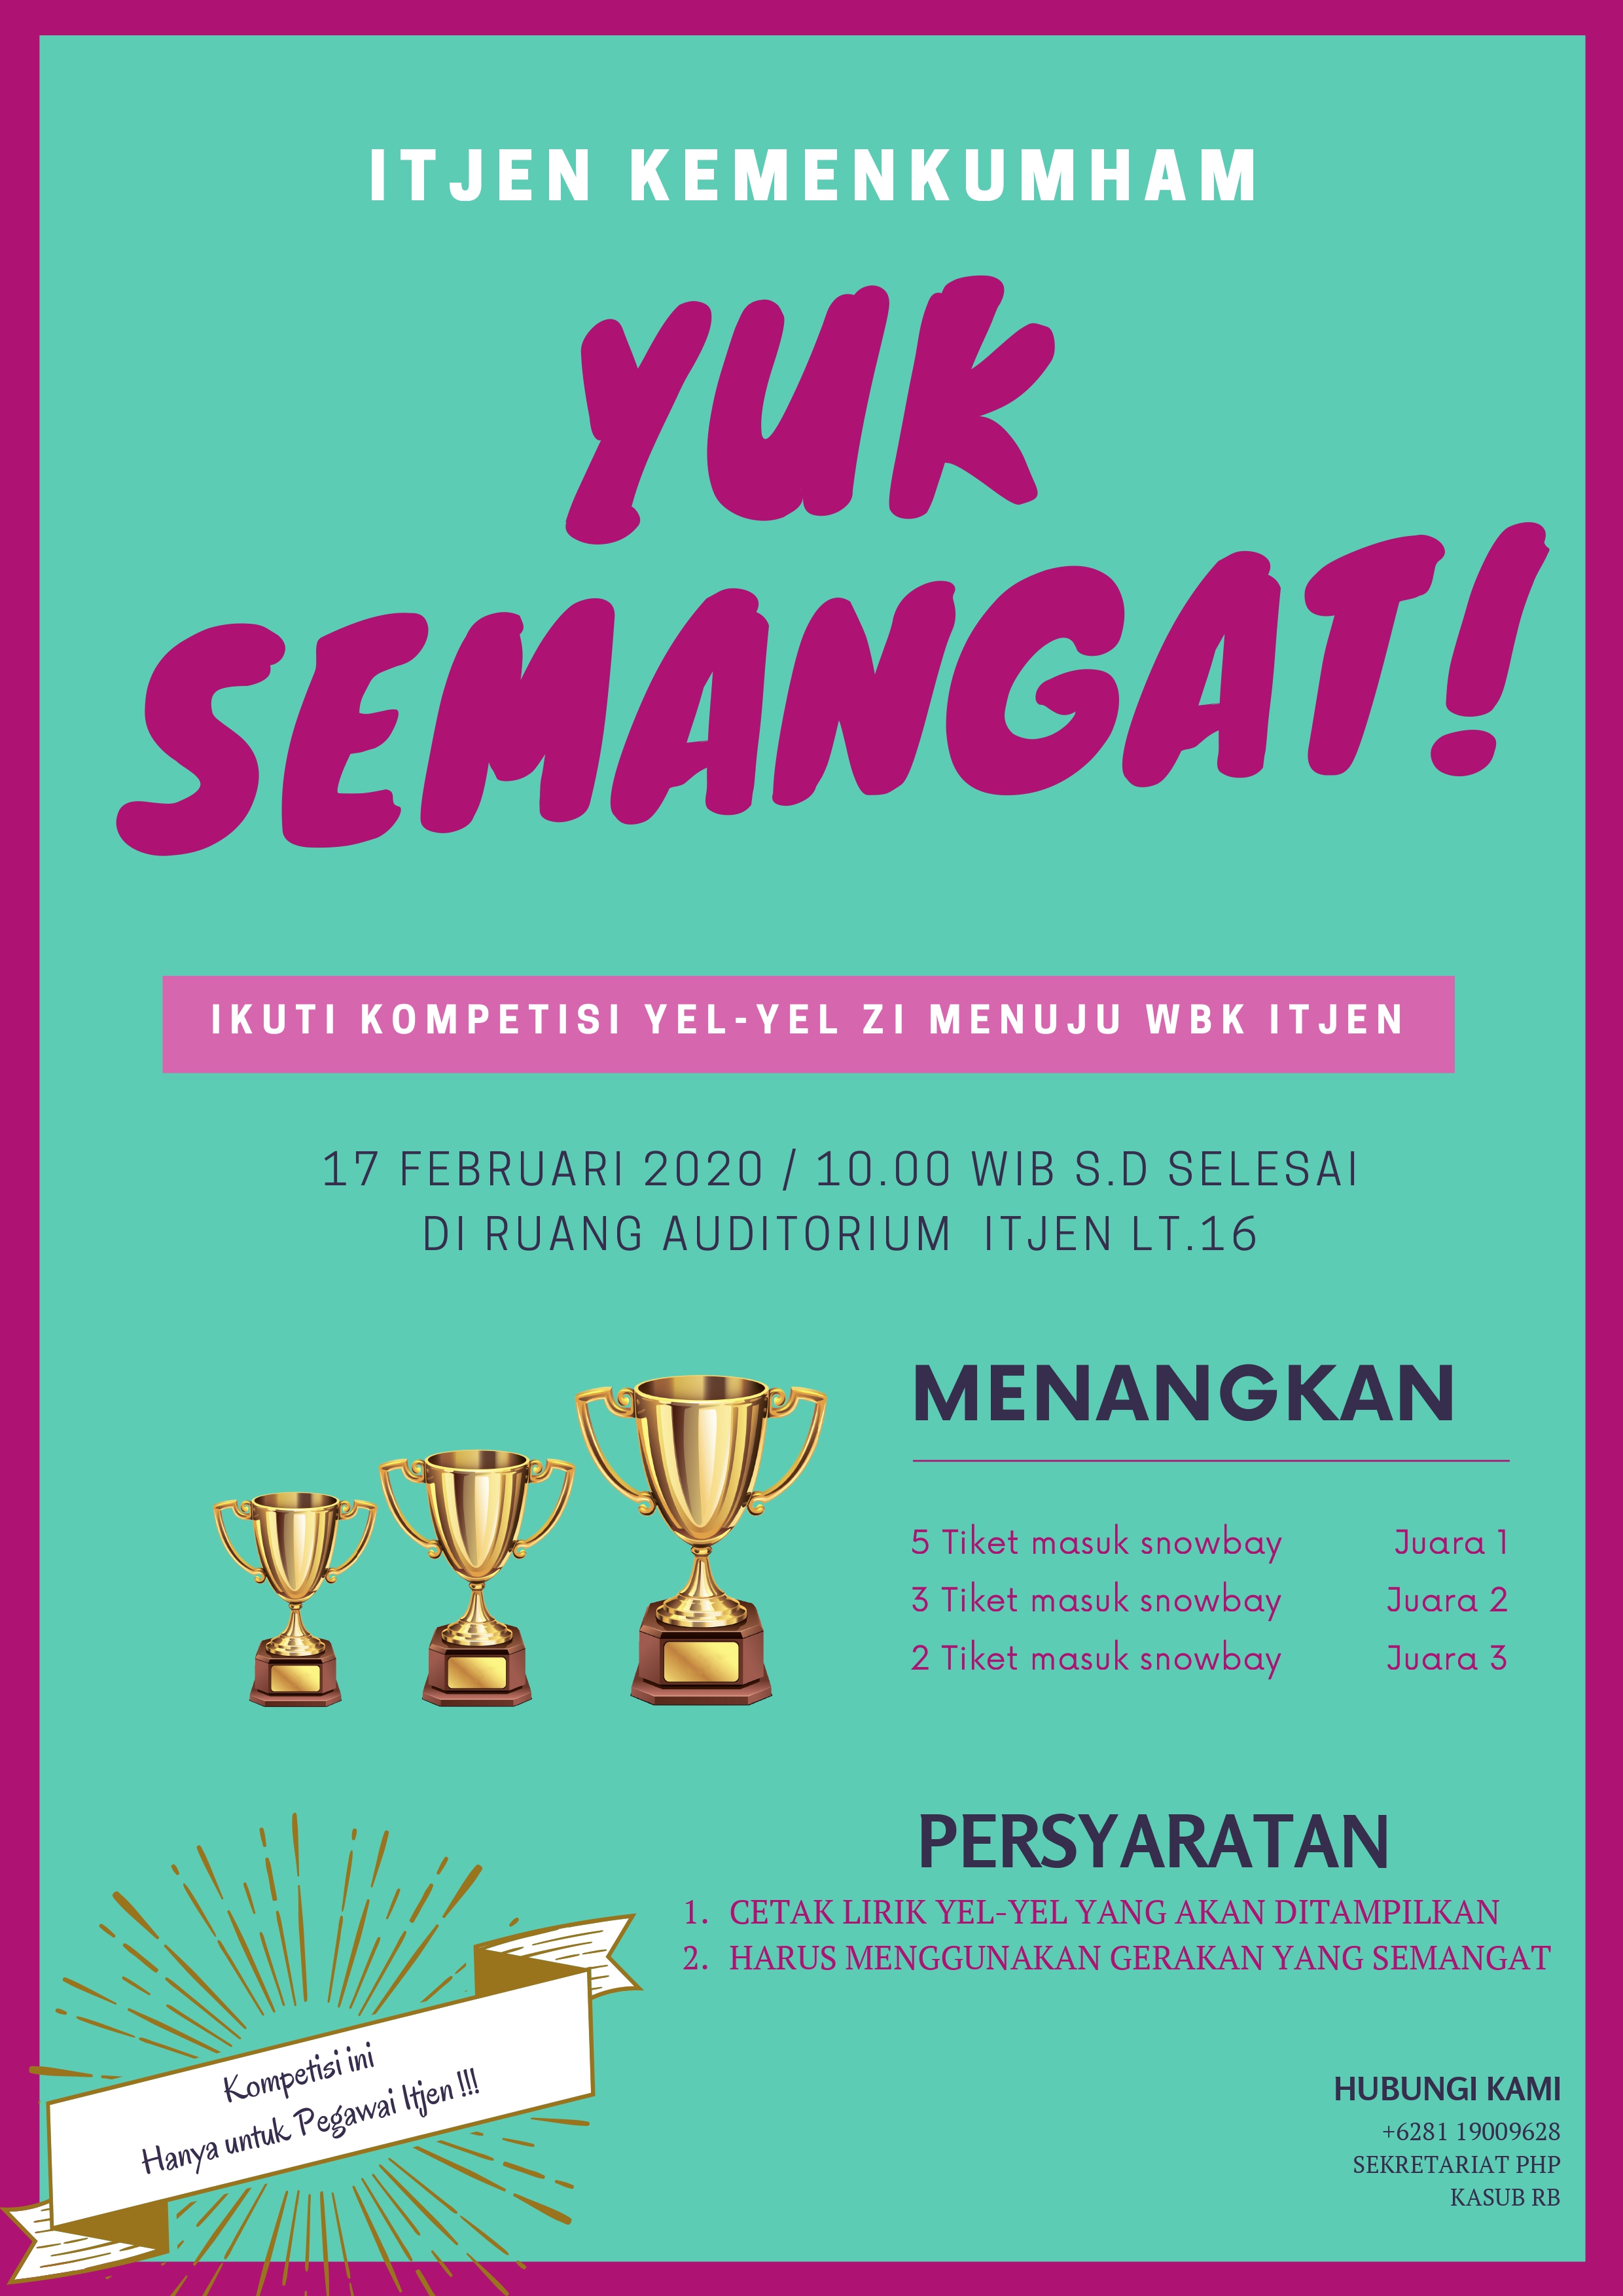 ITJEN KEMENKUMHAM
YUK
SEMANGAT!
IKUTI KOMPETISI YEL-YEL ZI MENUJU WBK ITJEN
17 FEBRUARI 2020 / 10.00 WIB S.D SELESAI
DI RUANG AUDITORIUM ITJEN LT.16
MENANGKAN
5 Tiket masuk snowbay Juara 1
3 Tiket masuk snowbay Juara 2
2 Tiket masuk snowbay Juara 3
PERSYARATAN
1. CETAK LIRIK YEL-YEL YANG AKAN DITAMPILKAN
2. HARUS MENGGUNAKAN GERAKAN YANG SEMANGAT
Kompetisi ini
Hanya untuk Pegawai Itjen !!!
HUBUNGI KAMI
+6281 19009628
SEKRETARIAT PHP
KASUB RB